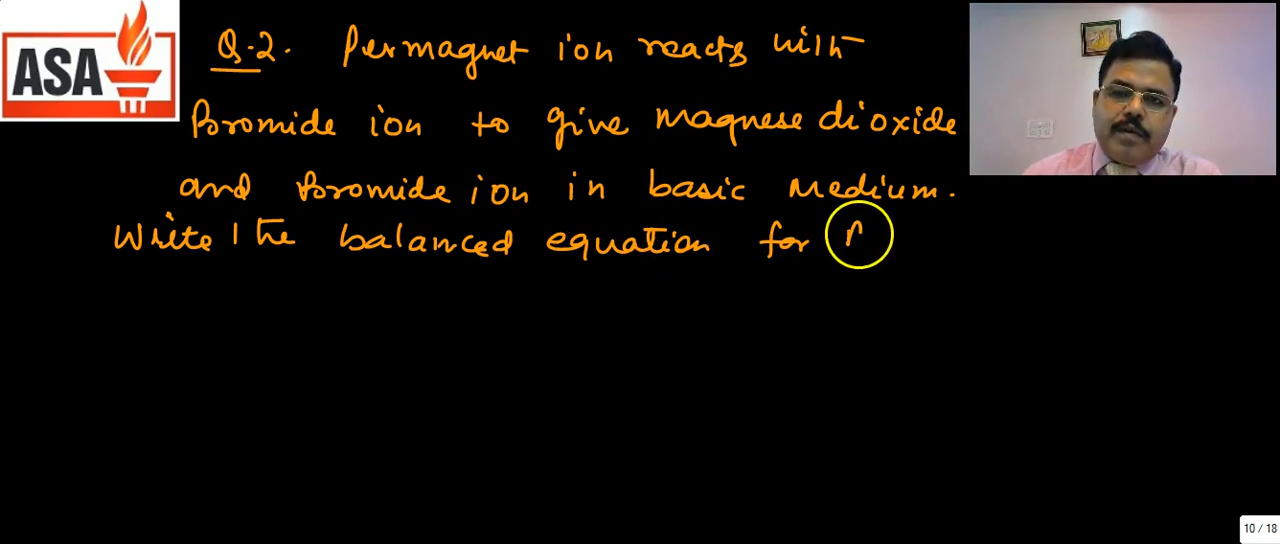 ASA
Q.2. Permagnet ion reacts with
Bromide ion to give Magnese dioxide
and Bromide ion in basic medium.
Write the balanced equation for
10 / 18